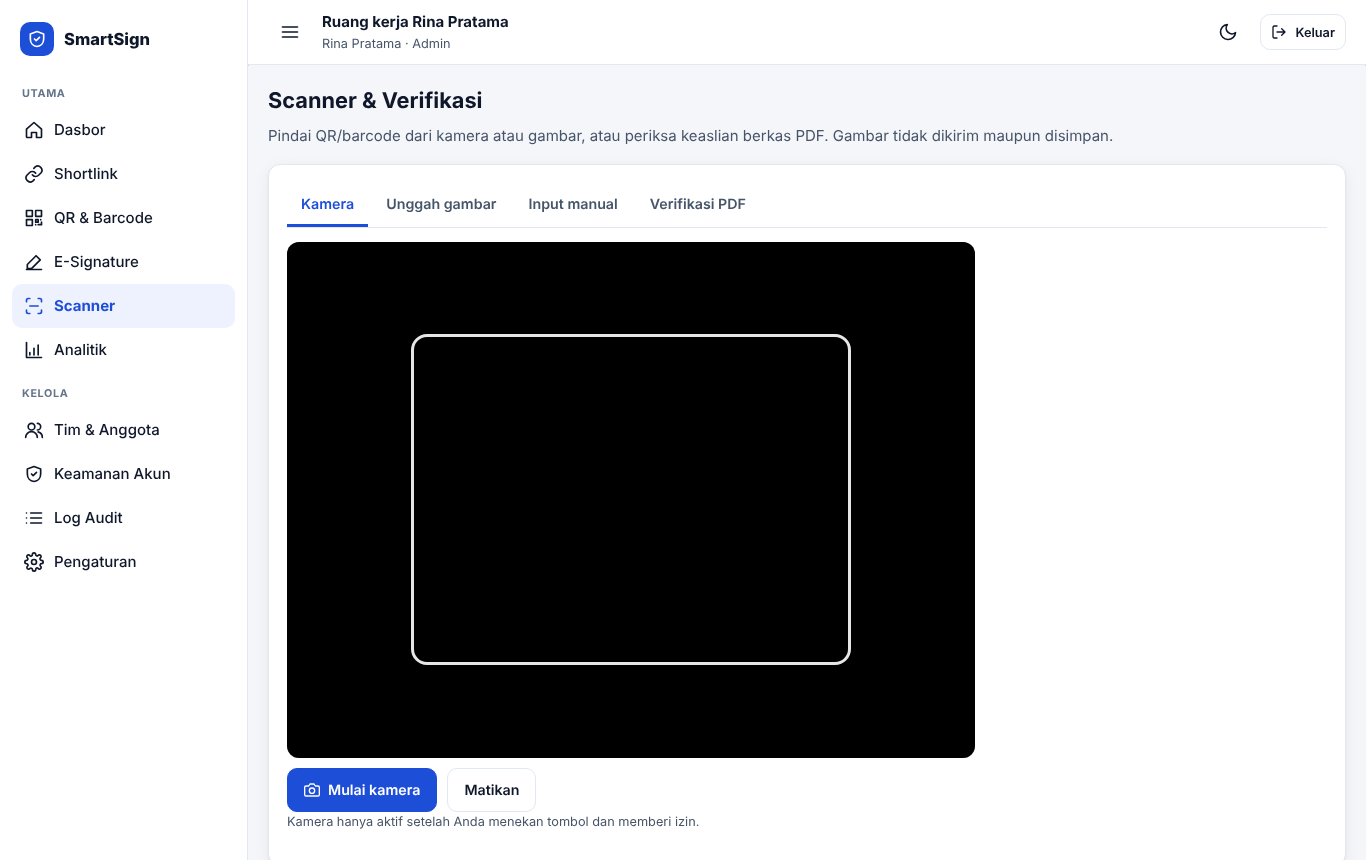 SmartSign
UTAMA
Dasbor
Shortlink
QR & Barcode
E-Signature
Scanner
Analitik
KELOLA
Tim & Anggota
Keamanan Akun
Log Audit
Pengaturan
Ruang kerja Rina Pratama
Rina Pratama · Admin
Keluar
Scanner & Verifikasi
Pindai QR/barcode dari kamera atau gambar, atau periksa keaslian berkas PDF. Gambar tidak dikirim maupun disimpan.
Kamera
Unggah gambar
Input manual
Verifikasi PDF
Mulai kamera
Matikan
Kamera hanya aktif setelah Anda menekan tombol dan memberi izin.